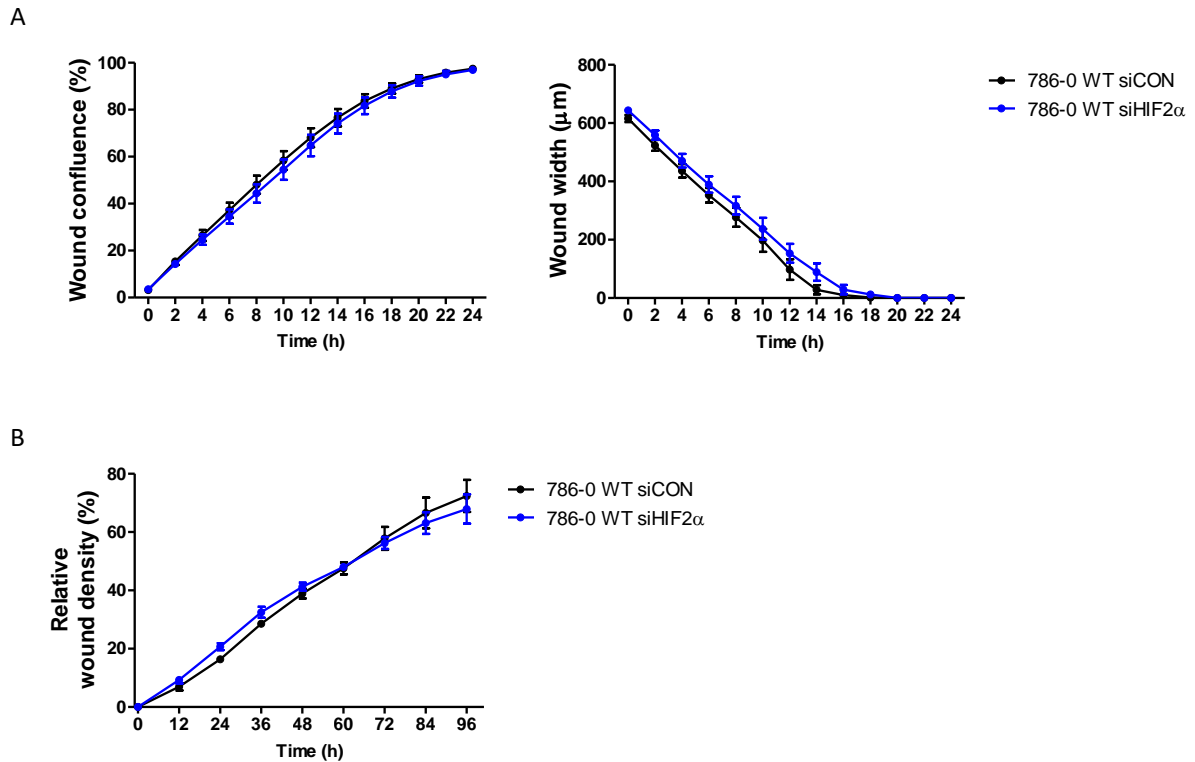 A
Wound confluence (%)
100
80
60
40
20
0
0 2 4 6 8 10 12 14 16 18 20 22 24
Time (h)
Wound width (μm)
800
600
400
200
0
0 2 4 6 8 10 12 14 16 18 20 22 24
Time (h)
786-0 WT siCON
786-0 WT siHIF2α
B
Relative
wound density (%)
80
60
40
20
0
0 12 24 36 48 60 72 84 96
Time (h)
786-0 WT siCON
786-0 WT siHIF2α